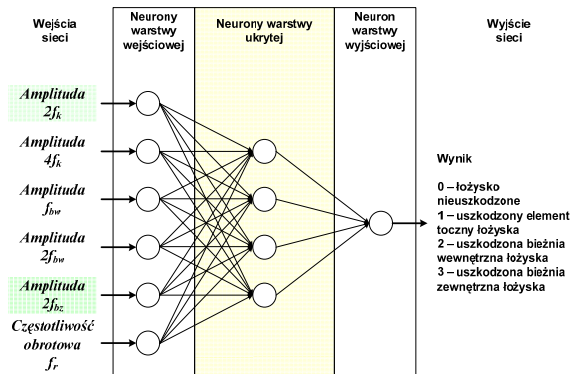 Wejścia
sieci
Neurony
warstwy
wejściowej
Neurony warstwy
ukrytej
Neuron
warstwy
wyjściowej
Wyjście
sieci
Amplituda
2fk
Amplituda
4fk
Amplituda
fbw
Amplituda
2fbw
Amplituda
2fbz
Częstotliwość
obrotowa
fr
Wynik
0 – łożysko
nieuszkodzone
1 – uszkodzony element
toczny łożyska
2 – uszkodzona bieżnia
wewnętrzna łożyska
3 – uszkodzona bieżnia
zewnętrzna łożyska